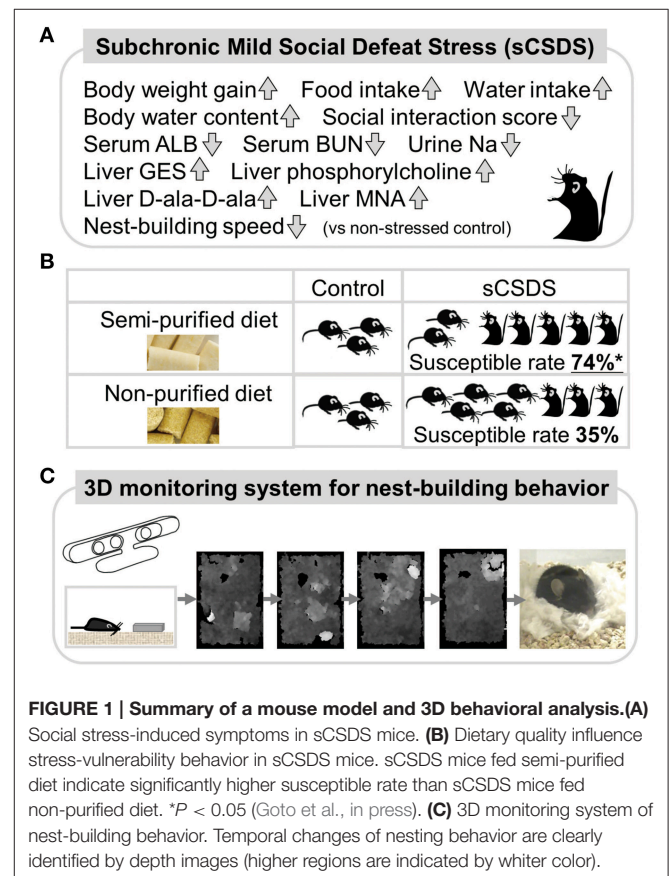 A
Subchronic Mild Social Defeat Stress (sCSDS)
Body weight gain⇧ Food intake⇧ Water intake⇧
Body water content⇧ Social interaction score⇩
Serum ALB⇩ Serum BUN⇩ Urine Na⇩
Liver GES⇧ Liver phosphorylcholine⇧
Liver D-ala-D-ala⇧ Liver MNA⇧
Nest-building speed⇩ (vs non-stressed control)
B
Control sCSDS
Semi-purified diet
Susceptible rate 74%*
Non-purified diet
Susceptible rate 35%
C
3D monitoring system for nest-building behavior
FIGURE 1 | Summary of a mouse model and 3D behavioral analysis.(A)
Social stress-induced symptoms in sCSDS mice. (B) Dietary quality influence
stress-vulnerability behavior in sCSDS mice. sCSDS mice fed semi-purified
diet indicate significantly higher susceptible rate than sCSDS mice fed
non-purified diet. *P < 0.05 (Goto et al., in press). (C) 3D monitoring system of
nest-building behavior. Temporal changes of nesting behavior are clearly
identified by depth images (higher regions are indicated by whiter color).